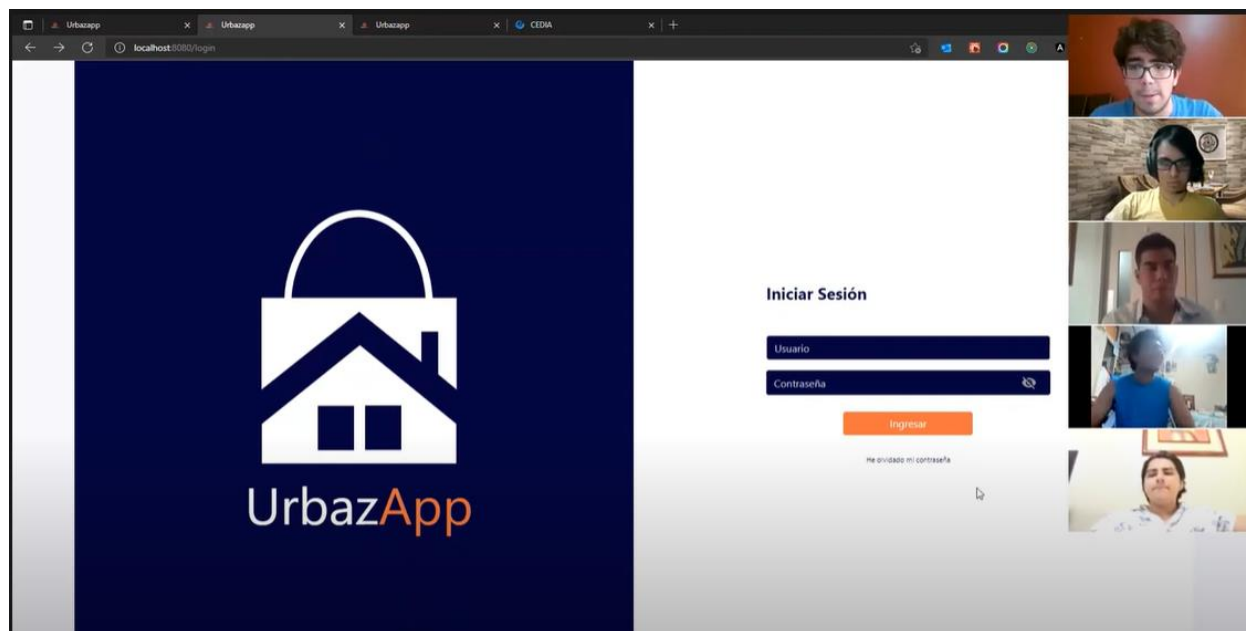 Urbazapp Urbazapp Urbazapp CEDIA
localhost:8080/login
UrbazApp
Iniciar Sesión
Usuario
Contraseña
Ingresar
He olvidado mi contraseña